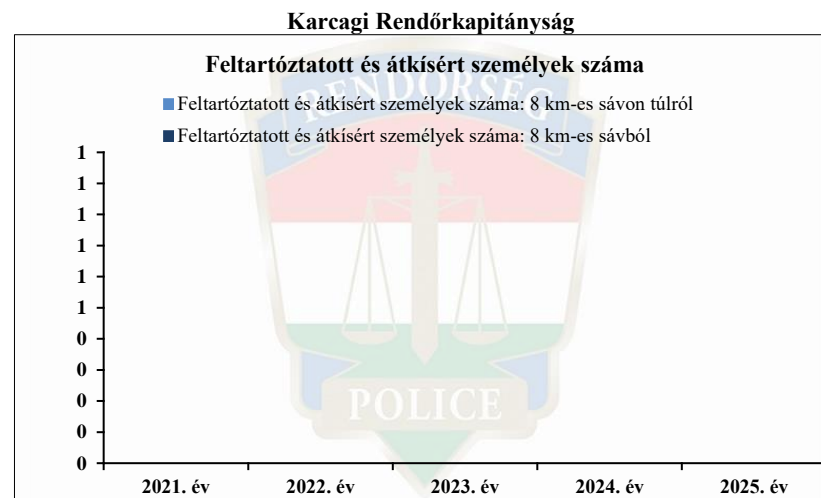 Karcagi Rendőrkapitányság
Feltartóztatott és átkísért személyek száma
Feltartóztatott és átkísért személyek száma: 8 km-es sávon túlról
Feltartóztatott és átkísért személyek száma: 8 km-es sávból
RENDŐRSÉG
1
1
1
1
1
1
0
0
0
0
0
POLICE
2021. év 2022. év 2023. év 2024. év 2025. év